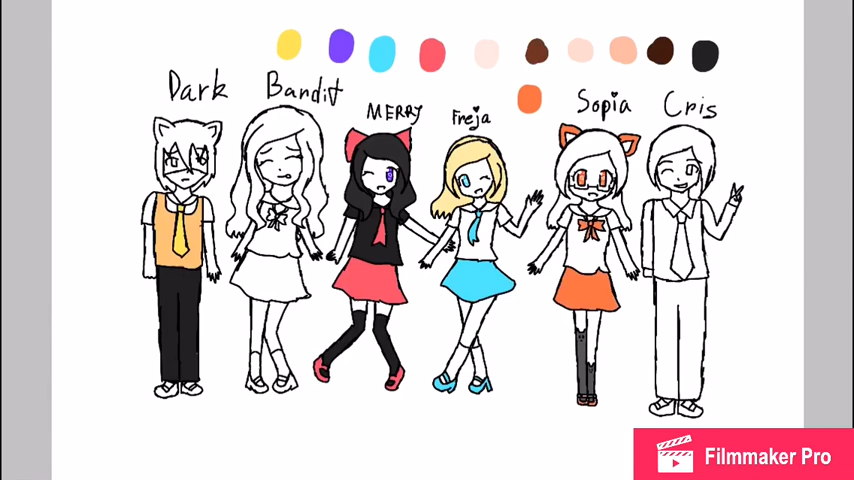 Dark
Bandit
MERRY
Freja
Sopia
Cris
Filmmaker Pro